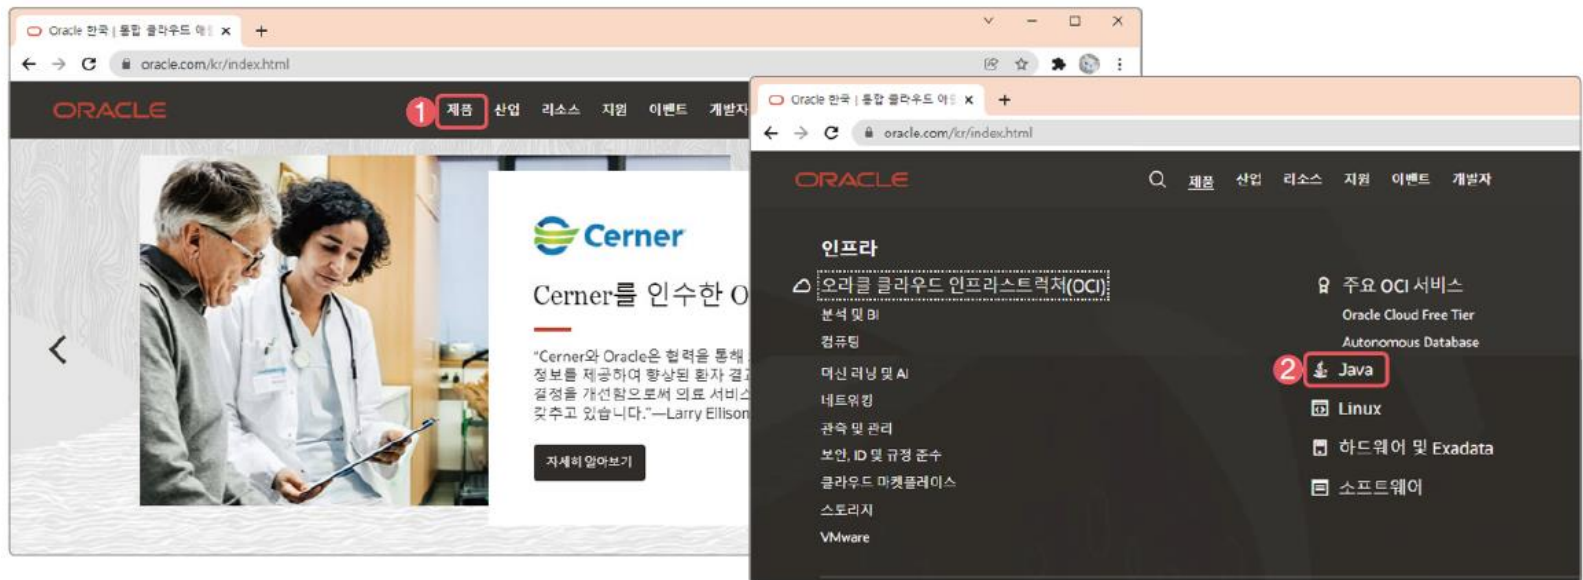 Oracle 한국 | 통합 클라우드 애
oracle.com/kr/index.html
ORACLE
1 제품 산업 리소스 지원 이벤트 개발자
Cerner
Cerner를 인수한 O
“Cerner와 Oracle은 협력을 통해
정보를 제공하여 향상된 환자 결
결정을 개선함으로써 의료 서비스
갖추고 있습니다.”—Larry Ellison
자세히 알아보기
Oracle 한국 | 통합 클라우드 애
oracle.com/kr/index.html
ORACLE
제품 산업 리소스 지원 이벤트 개발자
인프라
오라클 클라우드 인프라스트럭처(OCI)
분석 및 BI
컴퓨팅
머신 러닝 및 AI
네트워킹
관측 및 관리
보안, ID 및 규정 준수
클라우드 마켓플레이스
스토리지
VMware
주요 OCI 서비스
Oracle Cloud Free Tier
Autonomous Database
2 Java
Linux
하드웨어 및 Exadata
소프트웨어